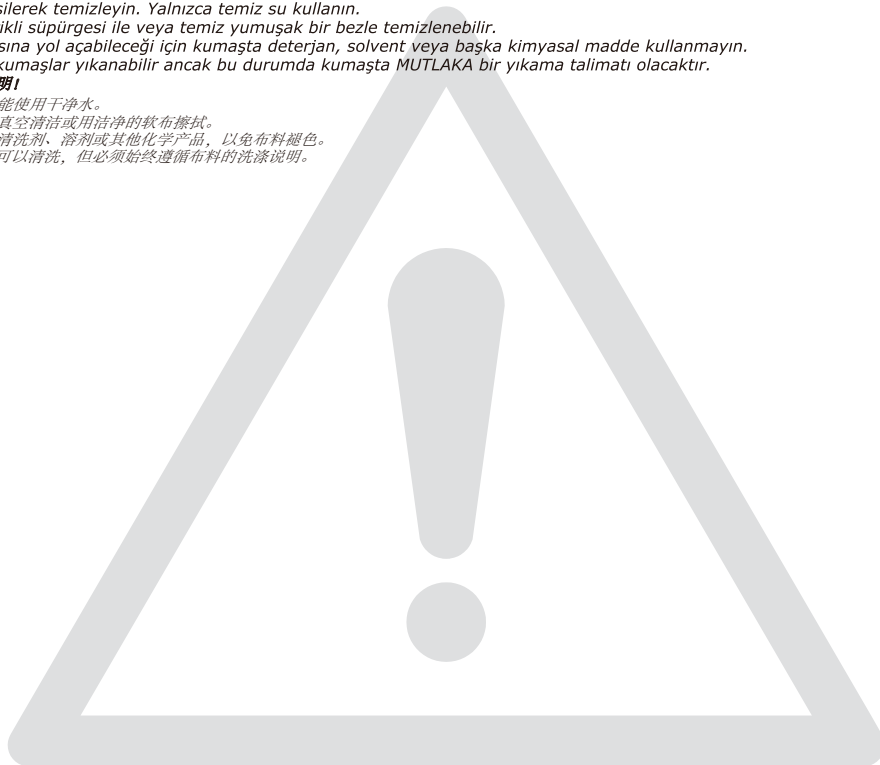 silerek temizleyin. Yalnızca temiz su kullanın.
süpürgesi ile veya temiz yumuşak bir bezle temizlenebilir.
yol açabileceği için kumaşta deterjan, solvent veya başka kimyasal madde kullanmayın.
kumaşlar yıkanabilir ancak bu durumda kumaşta MUTLAKA bir yıkama talimatı olacaktır.
明!
能使用干净水。
真空清洁或用洁净的软布擦拭。
清洗剂、溶剂或其他化学产品，以免布料褪色。
可以清洗，但必须始终遵循布料的洗涤说明。